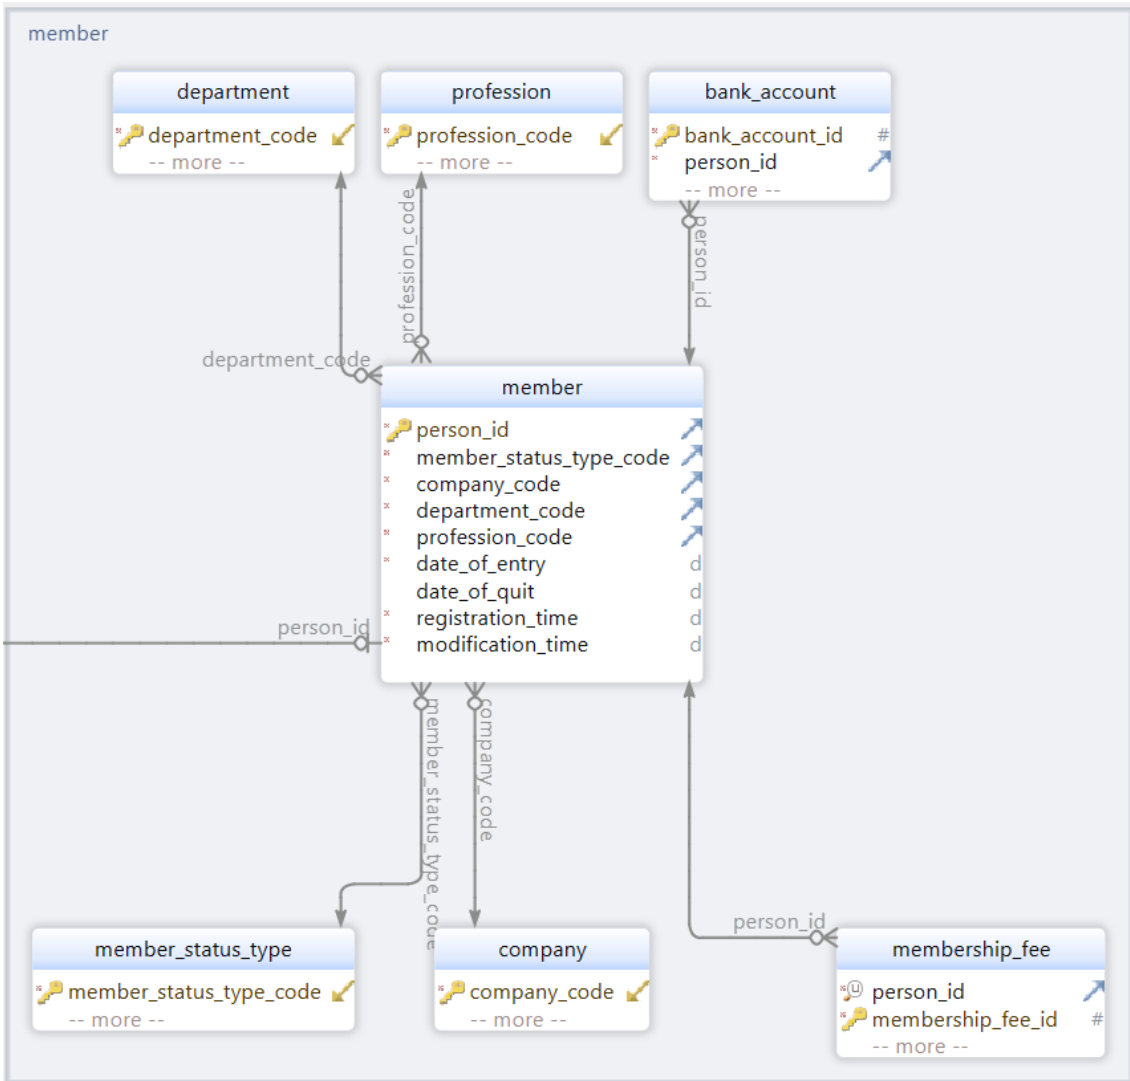 member
department
department_code
-- more --
profession
profession_code
-- more --
bank_account
bank_account_id #
person_id
-- more --
profession_code
person_id
department_code
member
person_id
member_status_type_code
company_code
department_code
profession_code
date_of_entry d
date_of_quit d
registration_time d
modification_time d
person_id
member_status_type_code
company_code
person_id
member_status_type
member_status_type_code
-- more --
company
company_code
-- more --
membership_fee
u person_id
membership_fee_id #
-- more --